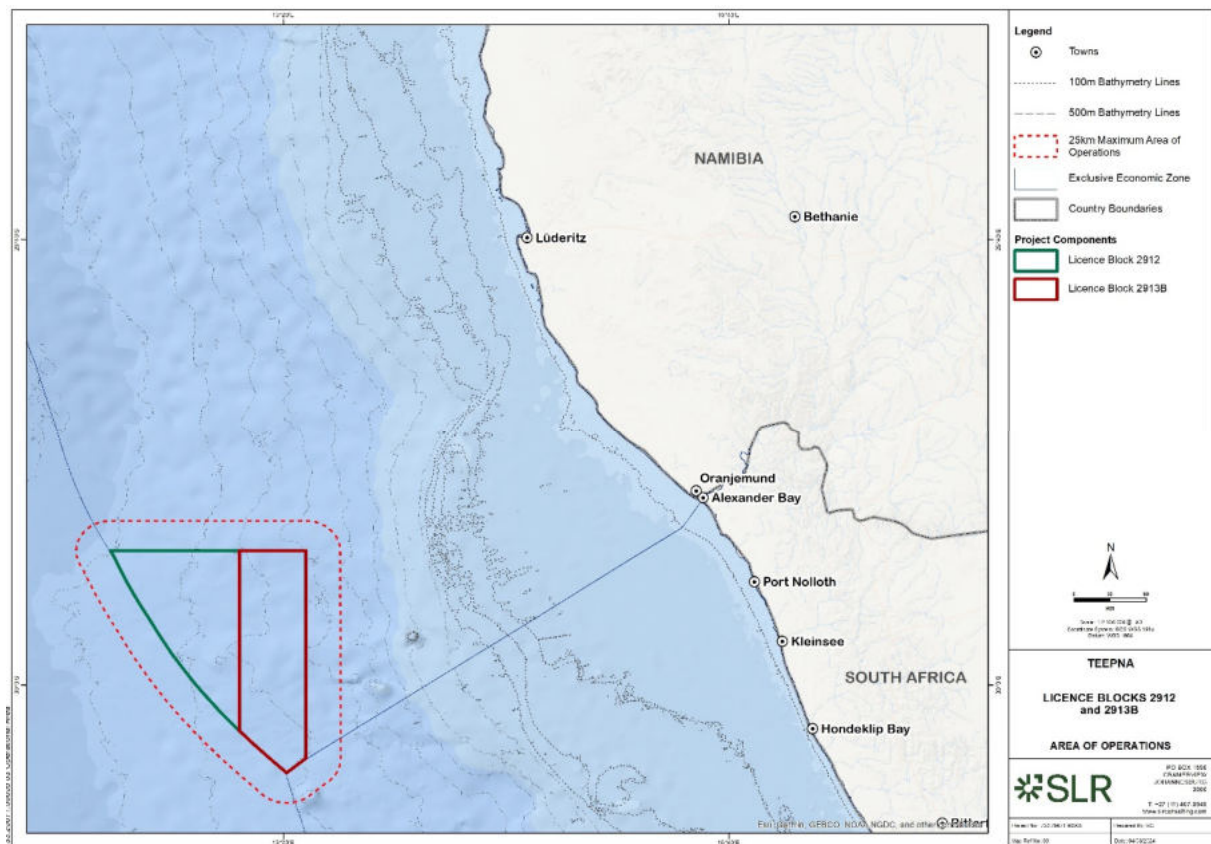 NAMIBIA
Bethanie
Lüderitz
Oranjemund
Alexander Bay
Port Nolloth
Kleinsee
SOUTH AFRICA
Hondeklip Bay
Legend
Towns
100m Bathymetry Lines
500m Bathymetry Lines
25km Maximum Area of
Operations
Exclusive Economic Zone
Country Boundaries
Project Components
Licence Block 2912
Licence Block 2913B
N
TEEPNA
LICENCE BLOCKS 2912
and 2913B
AREA OF OPERATIONS
SLR
PO BOX